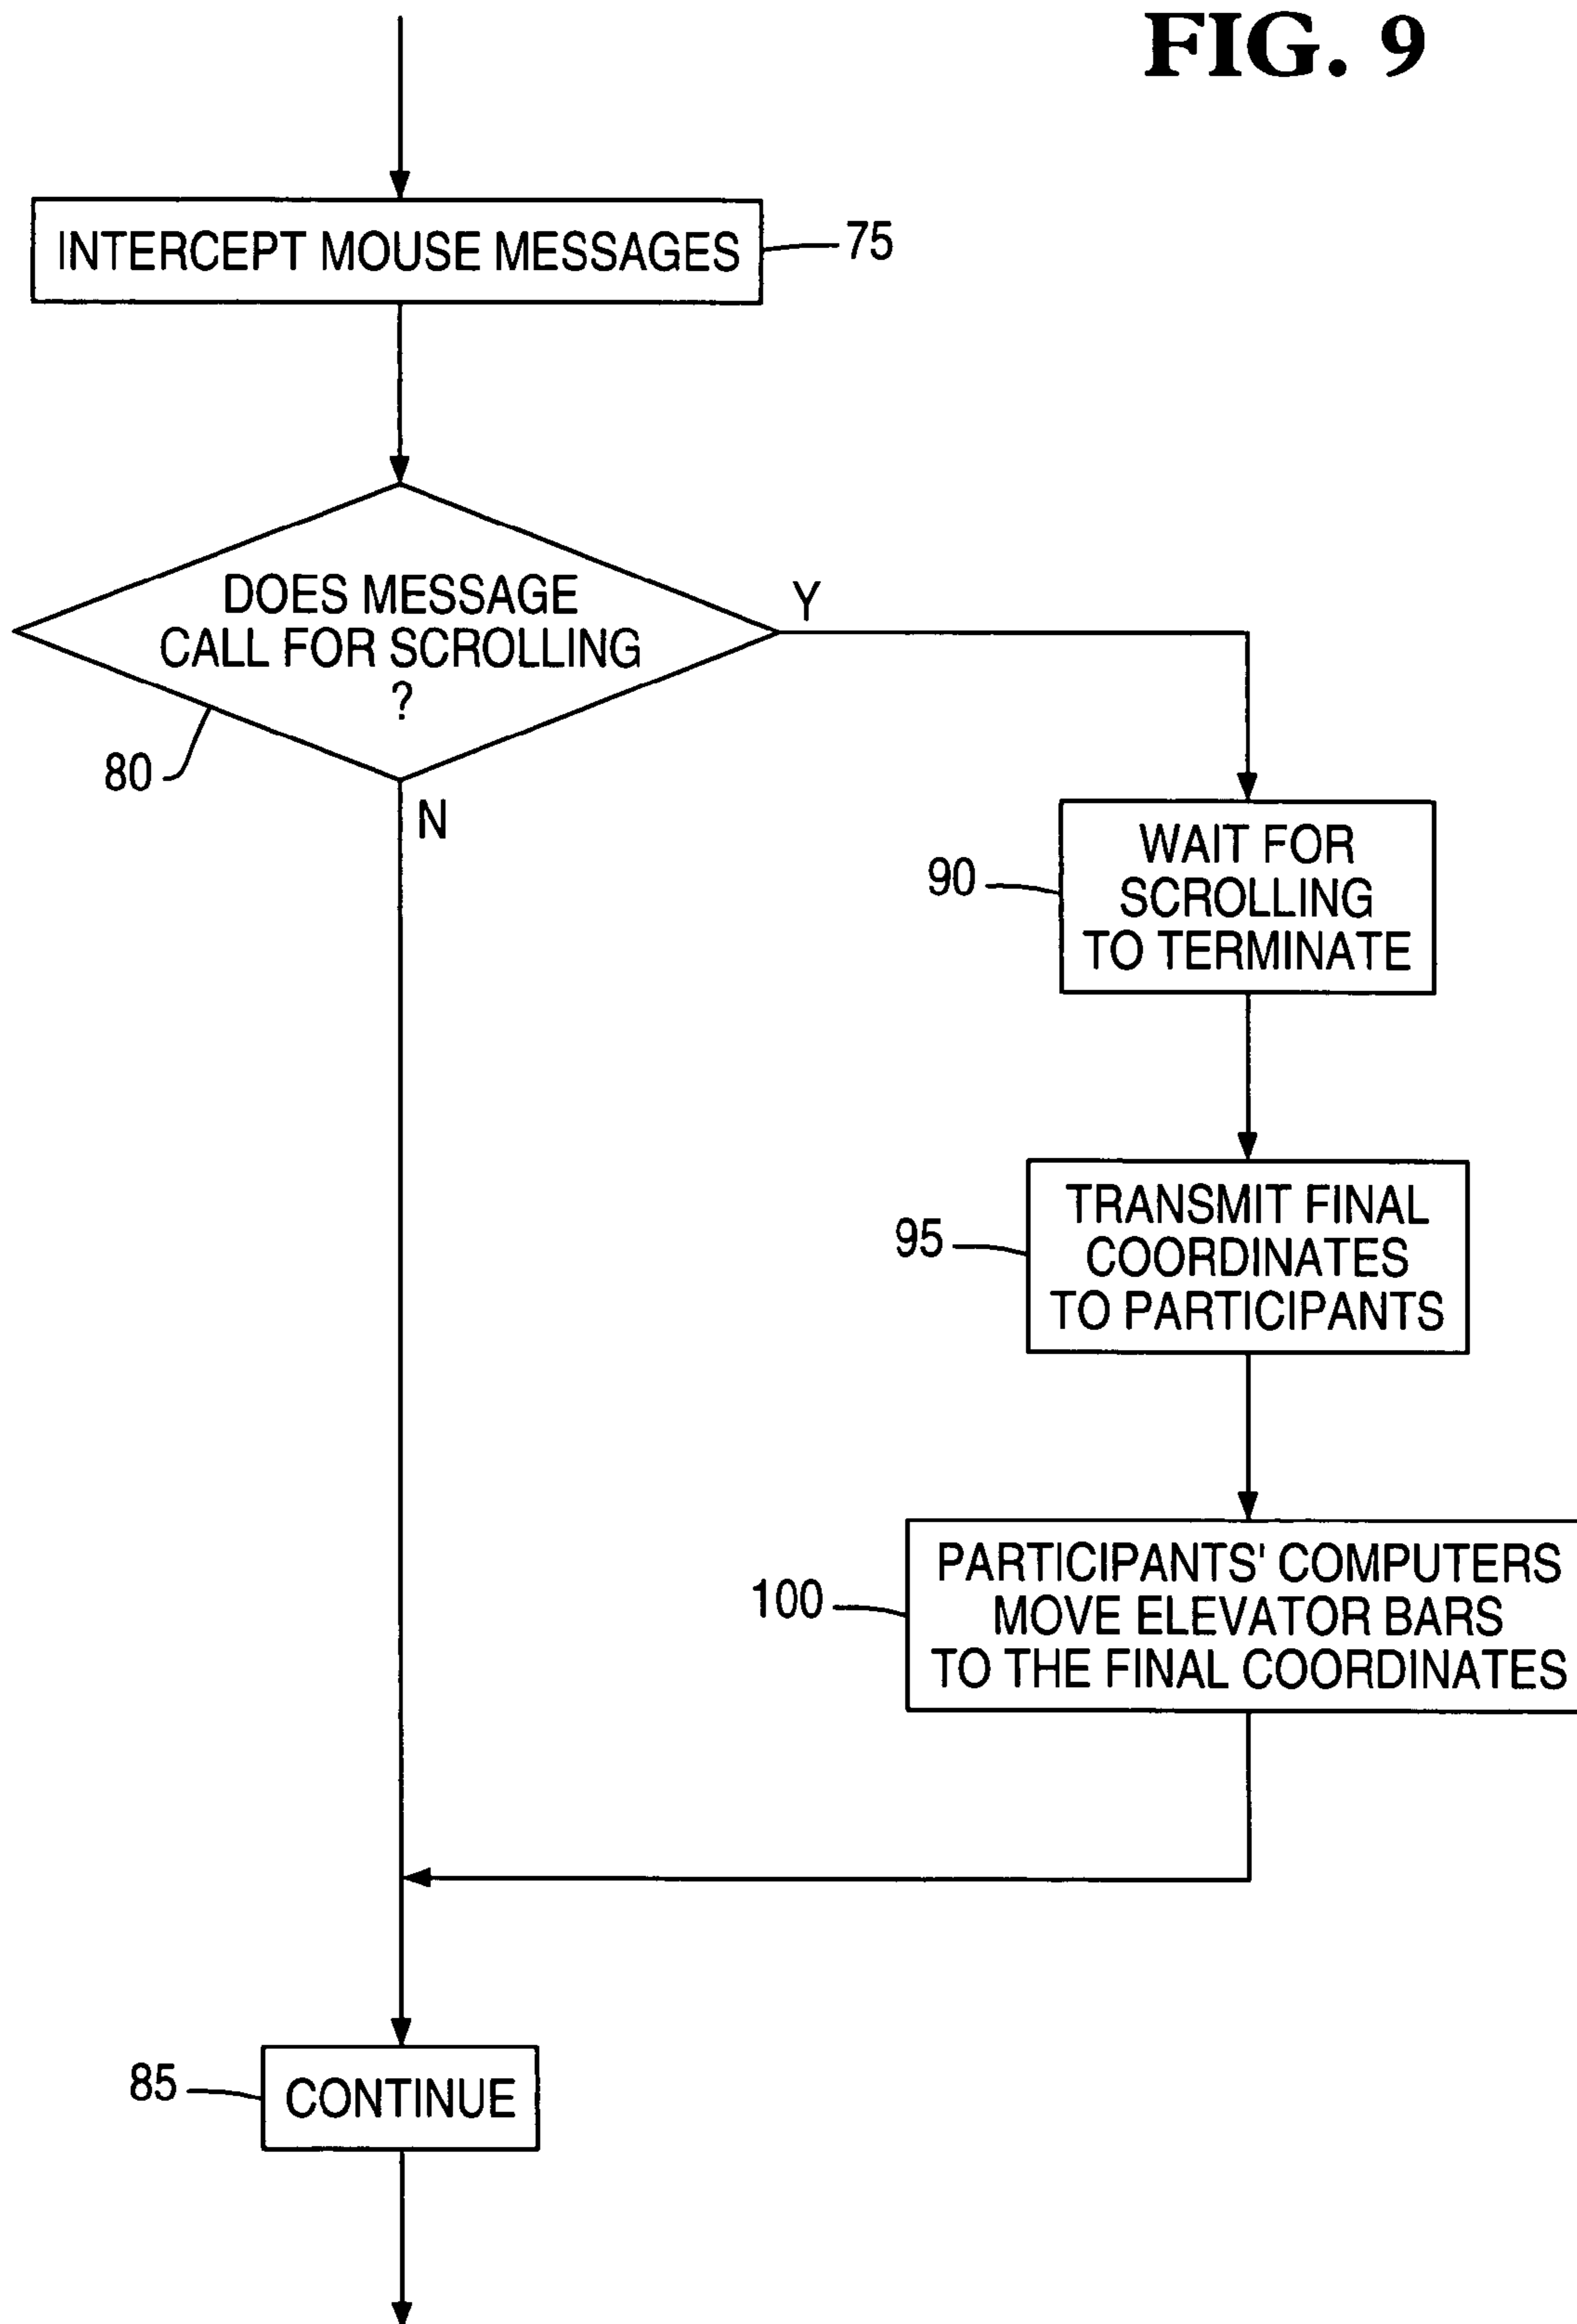 FIG. 9
INTERCEPT MOUSE MESSAGES
75
DOES MESSAGE
CALL FOR SCROLLING
?
Y
80
N
WAIT FOR
SCROLLING
TO TERMINATE
90
TRANSMIT FINAL
COORDINATES
TO PARTICIPANTS
95
PARTICIPANTS' COMPUTERS
MOVE ELEVATOR BARS
TO THE FINAL COORDINATES
100
85
CONTINUE